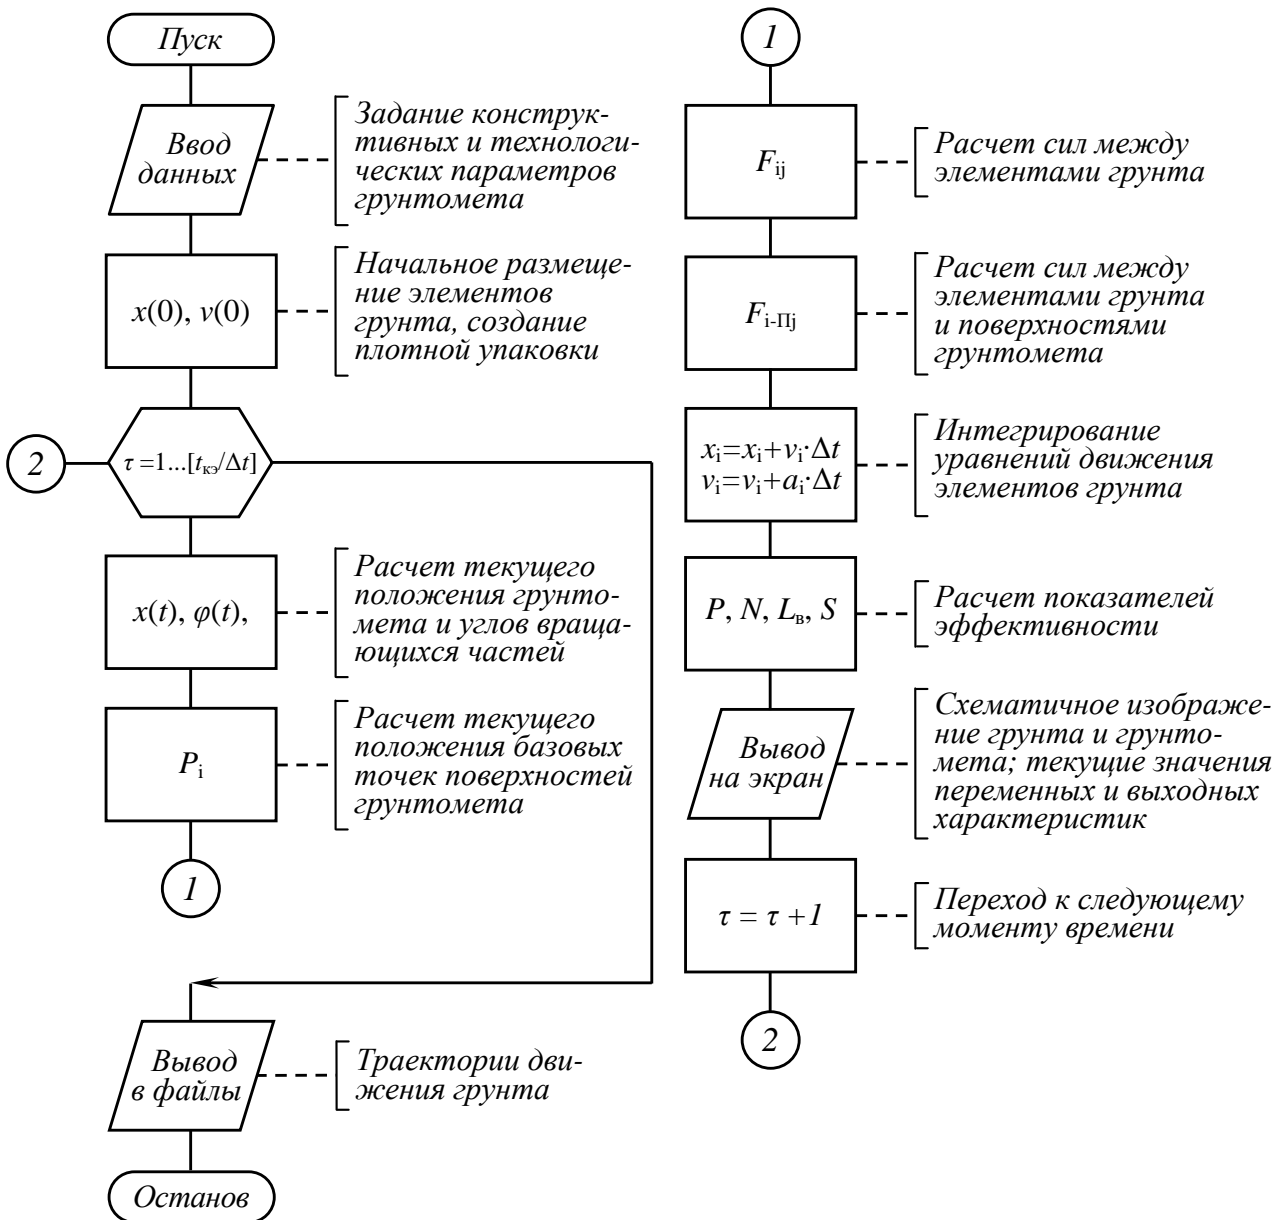 Пуск
Ввод
данных
Задание конструк-
тивных и технологи-
ческих параметров
грунтомета
x(0), v(0)
Начальное размеще-
ние элементов
грунта, создание
плотной упаковки
2
τ =1...[tкэ/Δt]
x(t), φ(t),
Расчет текущего
положения грунто-
мета и углов враща-
ющихся частей
Pi
Расчет текущего
положения базовых
точек поверхностей
грунтомета
1
Вывод
в файлы
Траектории дви-
жения грунта
Останов
1
Fij
Расчет сил между
элементами грунта
Fi-Пj
Расчет сил между
элементами грунта
и поверхностями
грунтомета
xi=xi+vi·Δt
vi=vi+ai·Δt
Интегрирование
уравнений движения
элементов грунта
P, N, Lв, S
Расчет показателей
эффективности
Вывод
на экран
Схематичное изображе-
ние грунта и грунто-
мета; текущие значения
переменных и выходных
характеристик
τ = τ +1
Переход к следующему
моменту времени
2